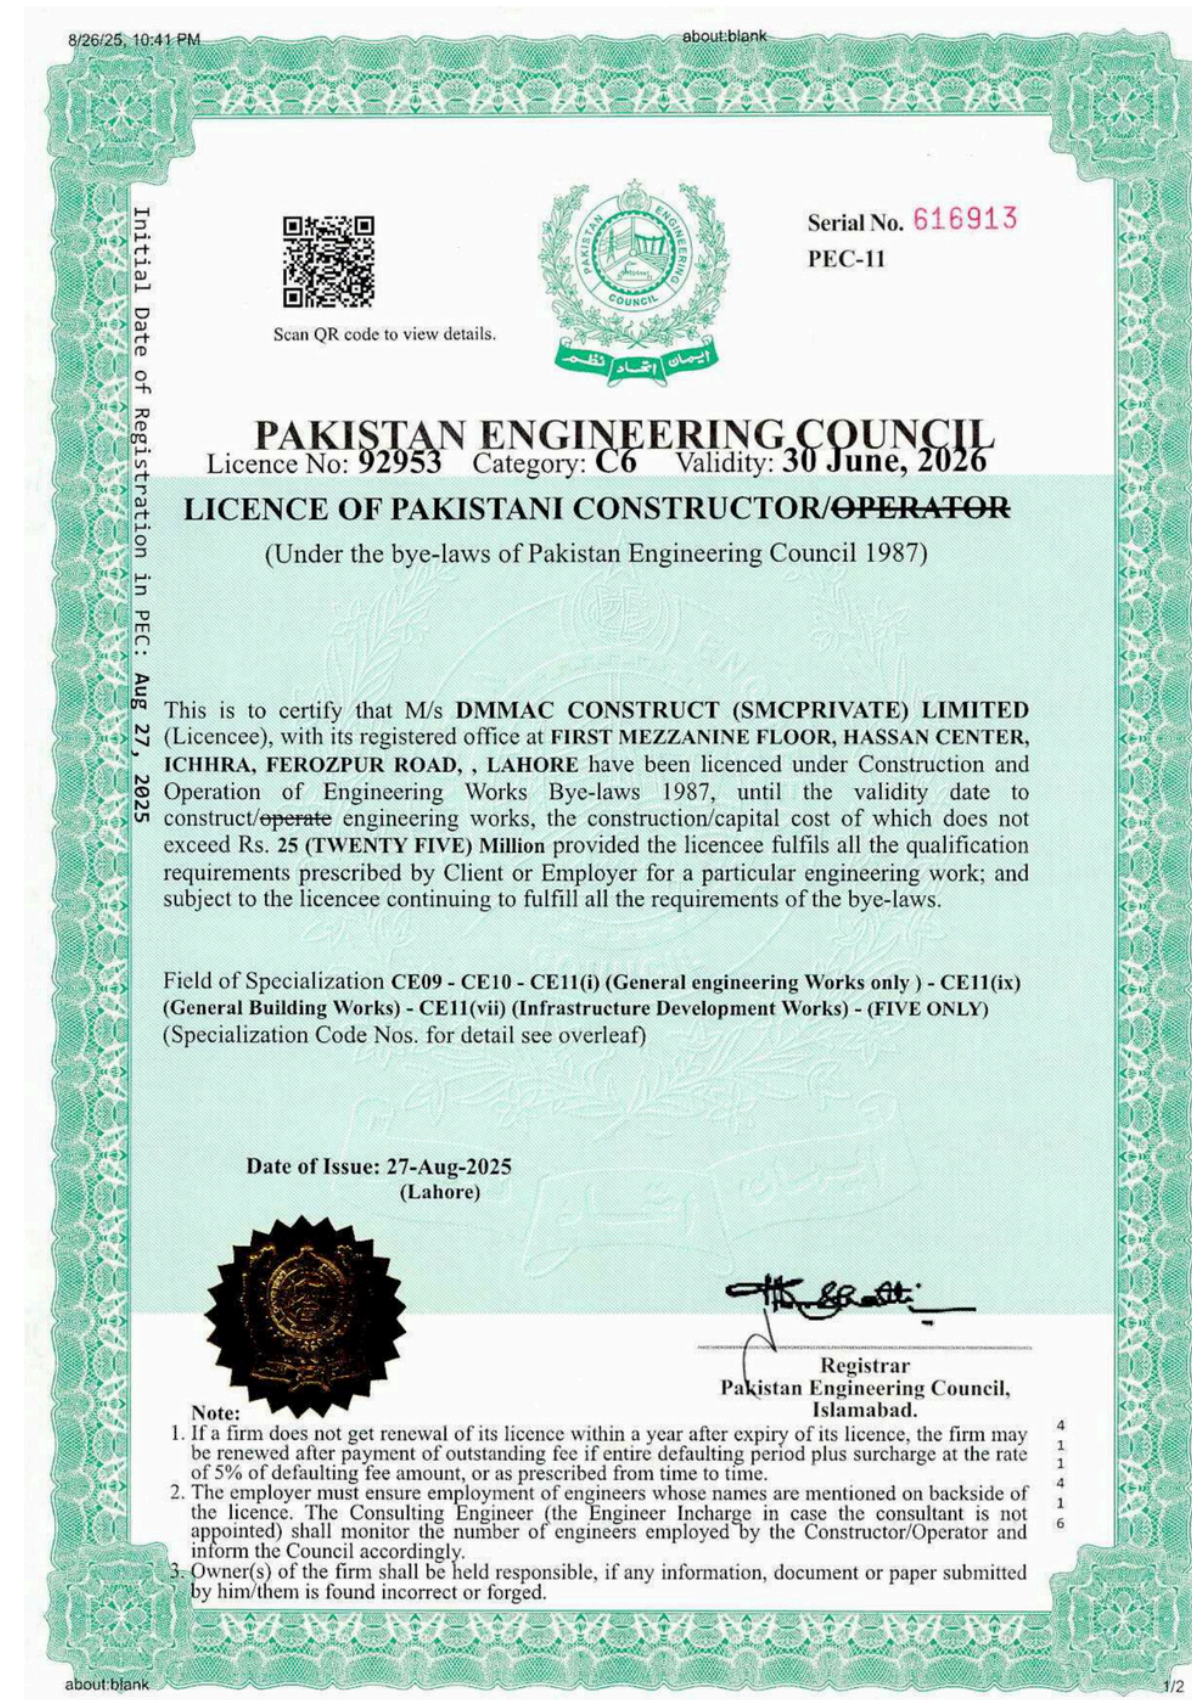 8/26/25, 10:41 PM
about:blank
Serial No. 616913
PEC-11
Scan QR code to view details.
PAKISTAN ENGINEERING COUNCIL
ایمان اتحاد نظم
Initial Date of Registration in PEC: Aug 27, 2025
PAKISTAN ENGINEERING COUNCIL
Licence No: 92953 Category: C6 Validity: 30 June, 2026
LICENCE OF PAKISTANI CONSTRUCTOR/OPERATOR
(Under the bye-laws of Pakistan Engineering Council 1987)
This is to certify that M/s DMMAC CONSTRUCT (SMCPRIVATE) LIMITED
(Licencee), with its registered office at FIRST MEZZANINE FLOOR, HASSAN CENTER,
ICHHRA, FEROZPUR ROAD, , LAHORE have been licenced under Construction and
Operation of Engineering Works Bye-laws 1987, until the validity date to
construct/operate engineering works, the construction/capital cost of which does not
exceed Rs. 25 (TWENTY FIVE) Million provided the licencee fulfils all the qualification
requirements prescribed by Client or Employer for a particular engineering work; and
subject to the licencee continuing to fulfill all the requirements of the bye-laws.
Field of Specialization CE09 - CE10 - CE11(i) (General engineering Works only ) - CE11(ix)
(General Building Works) - CE11(vii) (Infrastructure Development Works) - (FIVE ONLY)
(Specialization Code Nos. for detail see overleaf)
Date of Issue: 27-Aug-2025
(Lahore)
Registrar
Pakistan Engineering Council,
Islamabad.
Note:
1. If a firm does not get renewal of its licence within a year after expiry of its licence, the firm may
be renewed after payment of outstanding fee if entire defaulting period plus surcharge at the rate
of 5% of defaulting fee amount, or as prescribed from time to time.
2. The employer must ensure employment of engineers whose names are mentioned on backside of
the licence. The Consulting Engineer (the Engineer Incharge in case the consultant is not
appointed) shall monitor the number of engineers employed by the Constructor/Operator and
inform the Council accordingly.
3. Owner(s) of the firm shall be held responsible, if any information, document or paper submitted
by him/them is found incorrect or forged.
411416
about:blank
1/2